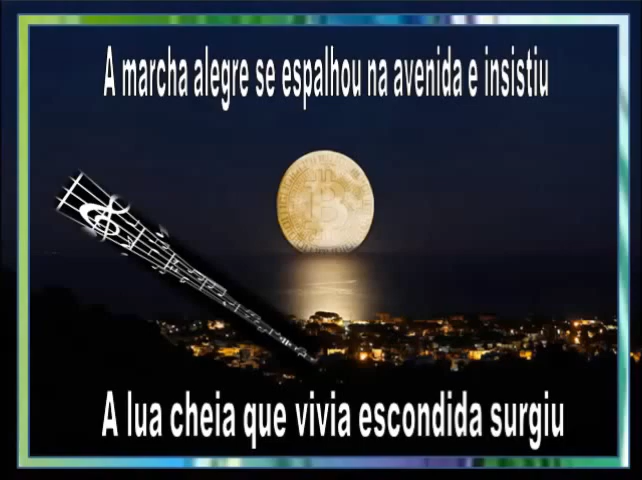 A marcha alegre se espalhou na avenida e insistiu
A lua cheia que vivia escondida surgiu